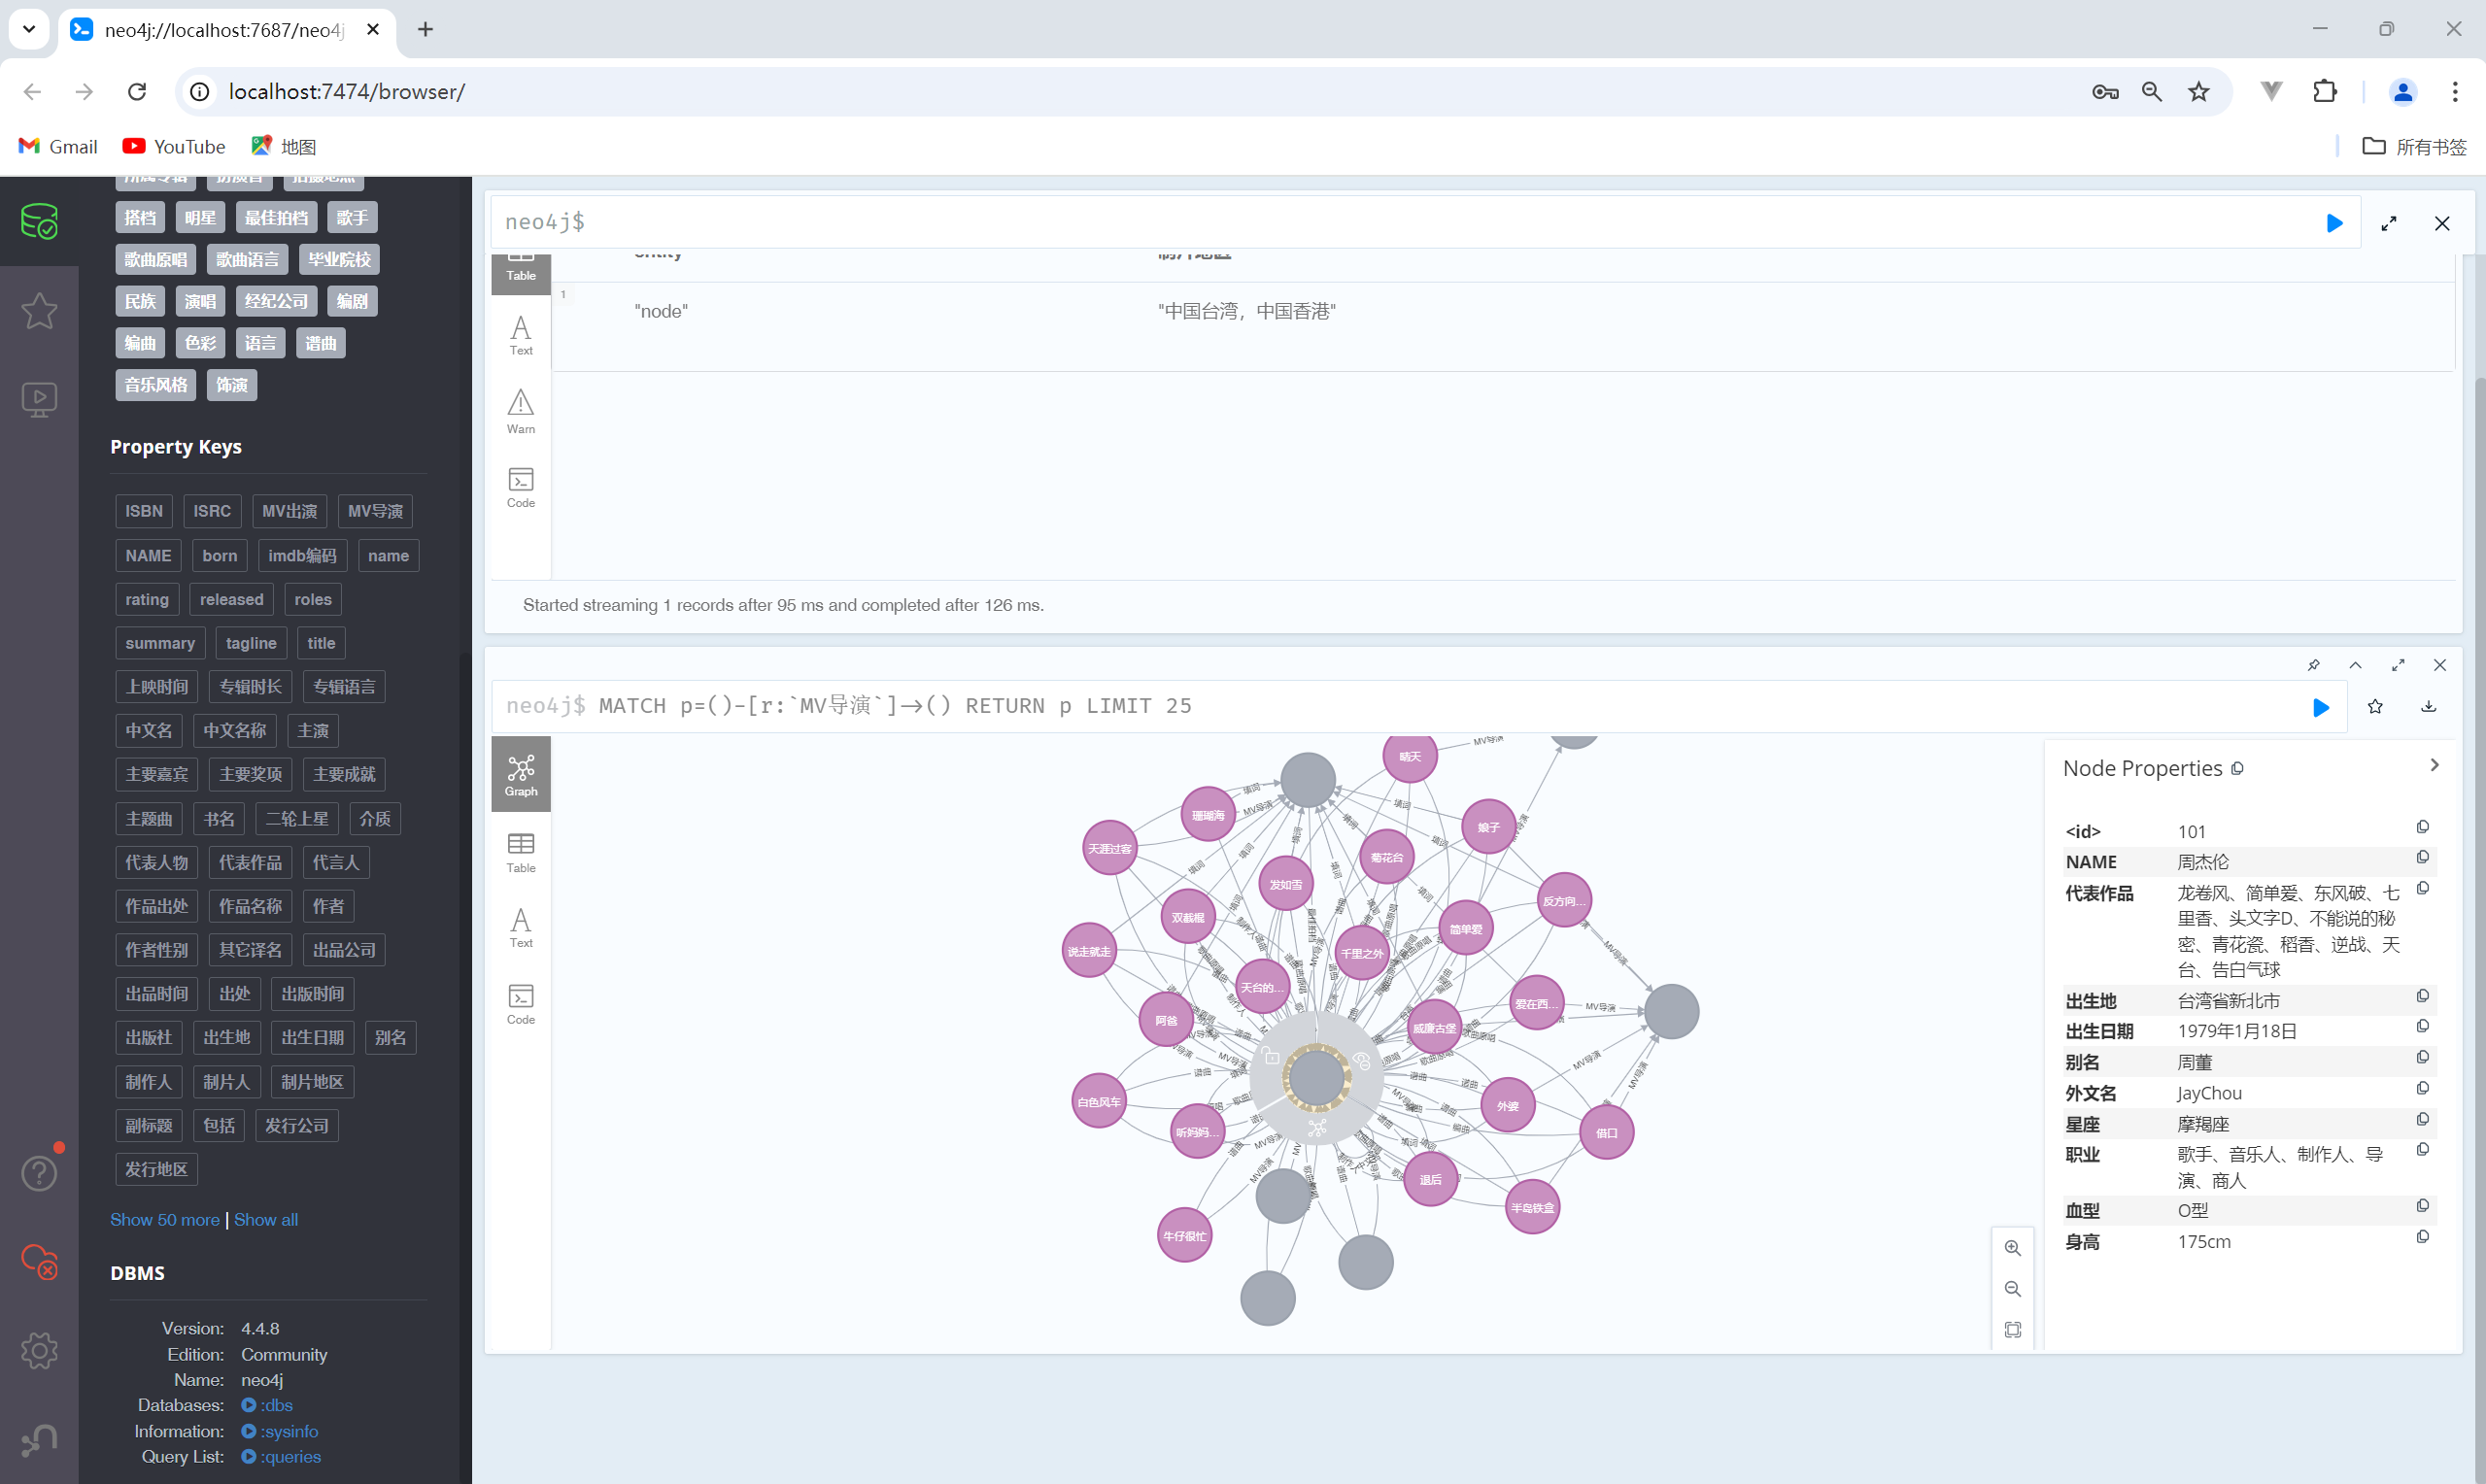 neo4j://localhost:7687/neo4j
localhost:7474/browser/
Gmail YouTube 地图 所有书签
搭档 明星 最佳拍档 歌手
歌曲原唱 歌曲语言 毕业院校
民族 演唱 经纪公司 编剧
编曲 色彩 语言 谱曲
音乐风格 饰演
Property Keys
ISBN ISRC MV出演 MV导演
NAME born imdb编码 name
rating released roles
summary tagline title
上映时间 专辑时长 专辑语言
中文名 中文名称 主演
主要嘉宾 主要奖项 主要成就
主题曲 书名 二轮上星 介质
代表人物 代表作品 代言人
作品出处 作品名称 作者
作者性别 其它译名 出品公司
出品时间 出处 出版时间
出版社 出生地 出生日期 别名
制作人 制片人 制片地区
副标题 包括 发行公司
发行地区
Show 50 more | Show all
DBMS
Version: 4.4.8
Edition: Community
Name: neo4j
Databases: :dbs
Information: :sysinfo
Query List: :queries
neo4j$
Table
Text
Warn
Code
entity 制片地区
1
"node" "中国台湾，中国香港"
Started streaming 1 records after 95 ms and completed after 126 ms.
neo4j$ MATCH p=()-[r:`MV导演`]->() RETURN p LIMIT 25
Graph
Table
Text
Code
晴天
珊瑚海
娘子
天涯过客
菊花台
发如雪
反方向...
双截棍
简单爱
说走就走
千里之外
天台的...
爱在西...
阿爸
威廉古堡
白色风车
外婆
听妈妈...
借口
退后
半岛铁盒
牛仔很忙
MV导演
填词
谱曲
编曲
歌曲原唱
制作人
Node Properties
<id> 101
NAME 周杰伦
代表作品 龙卷风、简单爱、东风破、七
里香、头文字D、不能说的秘
密、青花瓷、稻香、逆战、天
台、告白气球
出生地 台湾省新北市
出生日期 1979年1月18日
别名 周董
外文名 JayChou
星座 摩羯座
职业 歌手、音乐人、制作人、导
演、商人
血型 O型
身高 175cm